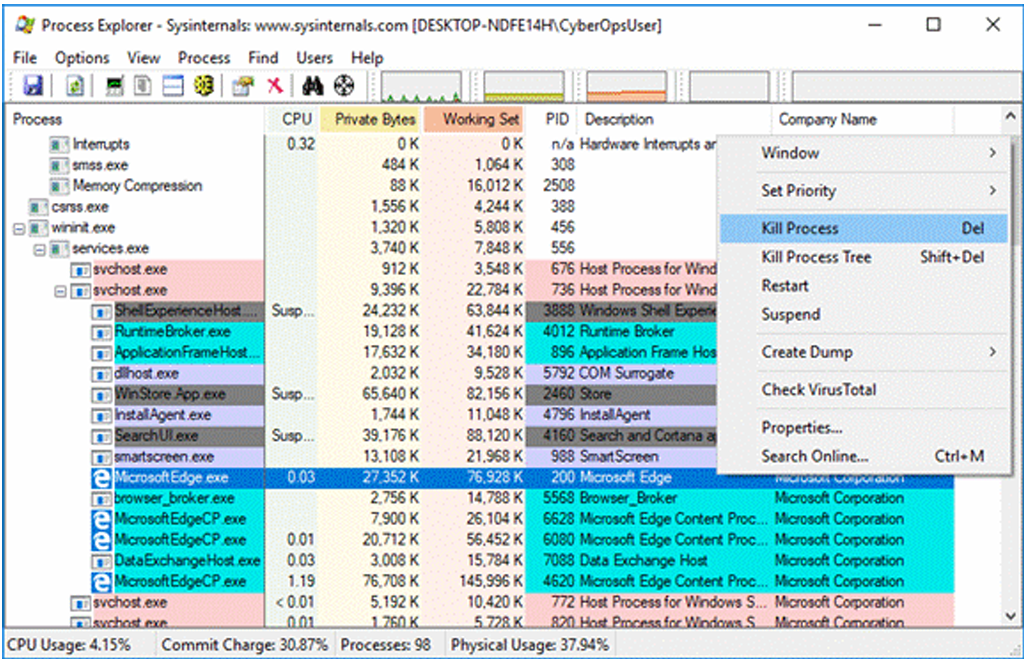 Process Explorer - Sysinternals: www.sysinternals.com [DESKTOP-NDFE14H\CyberOpsUser]
File Options View Process Find Users Help
Process CPU Private Bytes Working Set PID Description Company Name
Interrupts 0.32 0 K 0 K n/a Hardware Interrupts ar
smss.exe 484 K 1,064 K 308
Memory Compression 88 K 16,012 K 2508
csrss.exe 1,556 K 4,244 K 388
wininit.exe 1,320 K 5,808 K 456
services.exe 3,740 K 7,848 K 556
svchost.exe 912 K 3,548 K 676 Host Process for Wind
svchost.exe 9,396 K 22,784 K 736 Host Process for Wind
ShellExperienceHost.... Susp... 24,232 K 63,844 K 3888 Windows Shell Experie
RuntimeBroker.exe 19,128 K 41,624 K 4012 Runtime Broker
ApplicationFrameHost... 17,632 K 34,180 K 896 Application Frame Hos
dllhost.exe 2,032 K 9,528 K 5792 COM Surrogate
WinStore.App.exe Susp... 65,640 K 82,156 K 2460 Store
InstallAgent.exe 1,744 K 11,048 K 4796 InstallAgent
SearchUI.exe Susp... 39,176 K 88,120 K 4160 Search and Cortana ap
smartscreen.exe 13,108 K 21,968 K 988 SmartScreen
MicrosoftEdge.exe 0.03 27,352 K 76,928 K 200 Microsoft Edge Microsoft Corporation
browser_broker.exe 2,756 K 14,788 K 5568 Browser_Broker Microsoft Corporation
MicrosoftEdgeCP.exe 7,900 K 26,104 K 6628 Microsoft Edge Content Proc... Microsoft Corporation
MicrosoftEdgeCP.exe 0.01 20,712 K 56,452 K 6080 Microsoft Edge Content Proc... Microsoft Corporation
DataExchangeHost.exe 0.03 3,008 K 15,784 K 7088 Data Exchange Host Microsoft Corporation
MicrosoftEdgeCP.exe 1.19 76,708 K 145,996 K 4620 Microsoft Edge Content Proc... Microsoft Corporation
svchost.exe < 0.01 5,192 K 10,420 K 772 Host Process for Windows S... Microsoft Corporation
svchost.exe 0.01 1,760 K 5,728 K 820 Host Process for Windows S... Microsoft Corporation
Window
Set Priority
Kill Process Del
Kill Process Tree Shift+Del
Restart
Suspend
Create Dump
Check VirusTotal
Properties...
Search Online... Ctrl+M
CPU Usage: 4.15% Commit Charge: 30.87% Processes: 98 Physical Usage: 37.94%